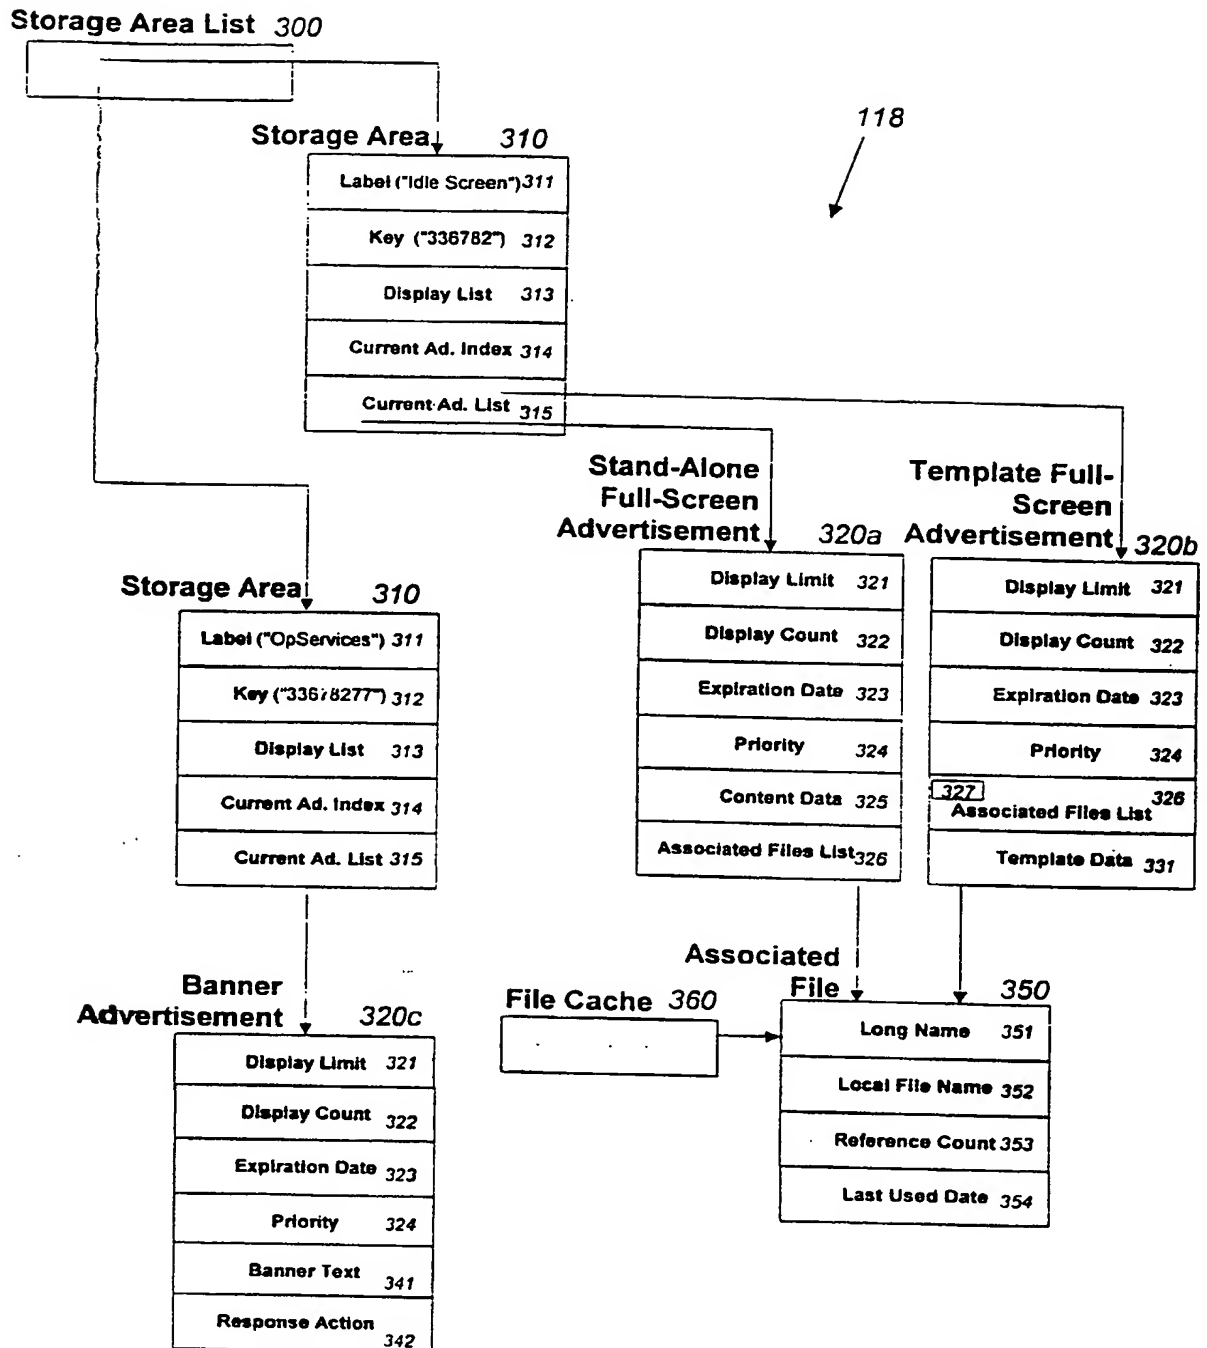 Storage Area List 300
118
Storage Area 310
Label ("Idle Screen") 311
Key ("336782") 312
Display List 313
Current Ad. Index 314
Current Ad. List 315
Stand-Alone
Full-Screen
Advertisement 320a
Display Limit 321
Display Count 322
Expiration Date 323
Priority 324
Content Data 325
Associated Files List 326
Template Full-
Screen
Advertisement 320b
Display Limit 321
Display Count 322
Expiration Date 323
Priority 324
327 326
Associated Files List
Template Data 331
Storage Area 310
Label ("OpServices") 311
Key ("33678277") 312
Display List 313
Current Ad. Index 314
Current Ad. List 315
Banner
Advertisement 320c
Display Limit 321
Display Count 322
Expiration Date 323
Priority 324
Banner Text 341
Response Action 342
File Cache 360
Associated
File 350
Long Name 351
Local File Name 352
Reference Count 353
Last Used Date 354